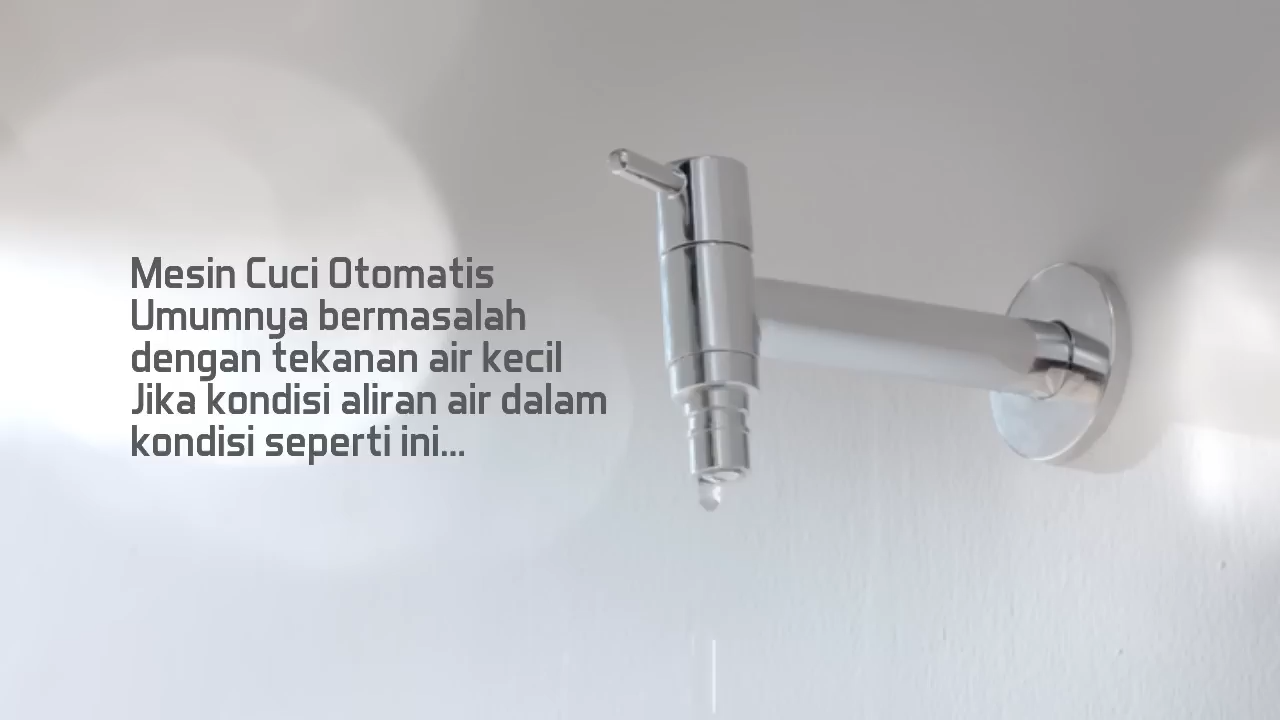 Mesin Cuci Otomatis
Umumnya bermasalah
dengan tekanan air kecil
Jika kondisi aliran air dalam
kondisi seperti ini...